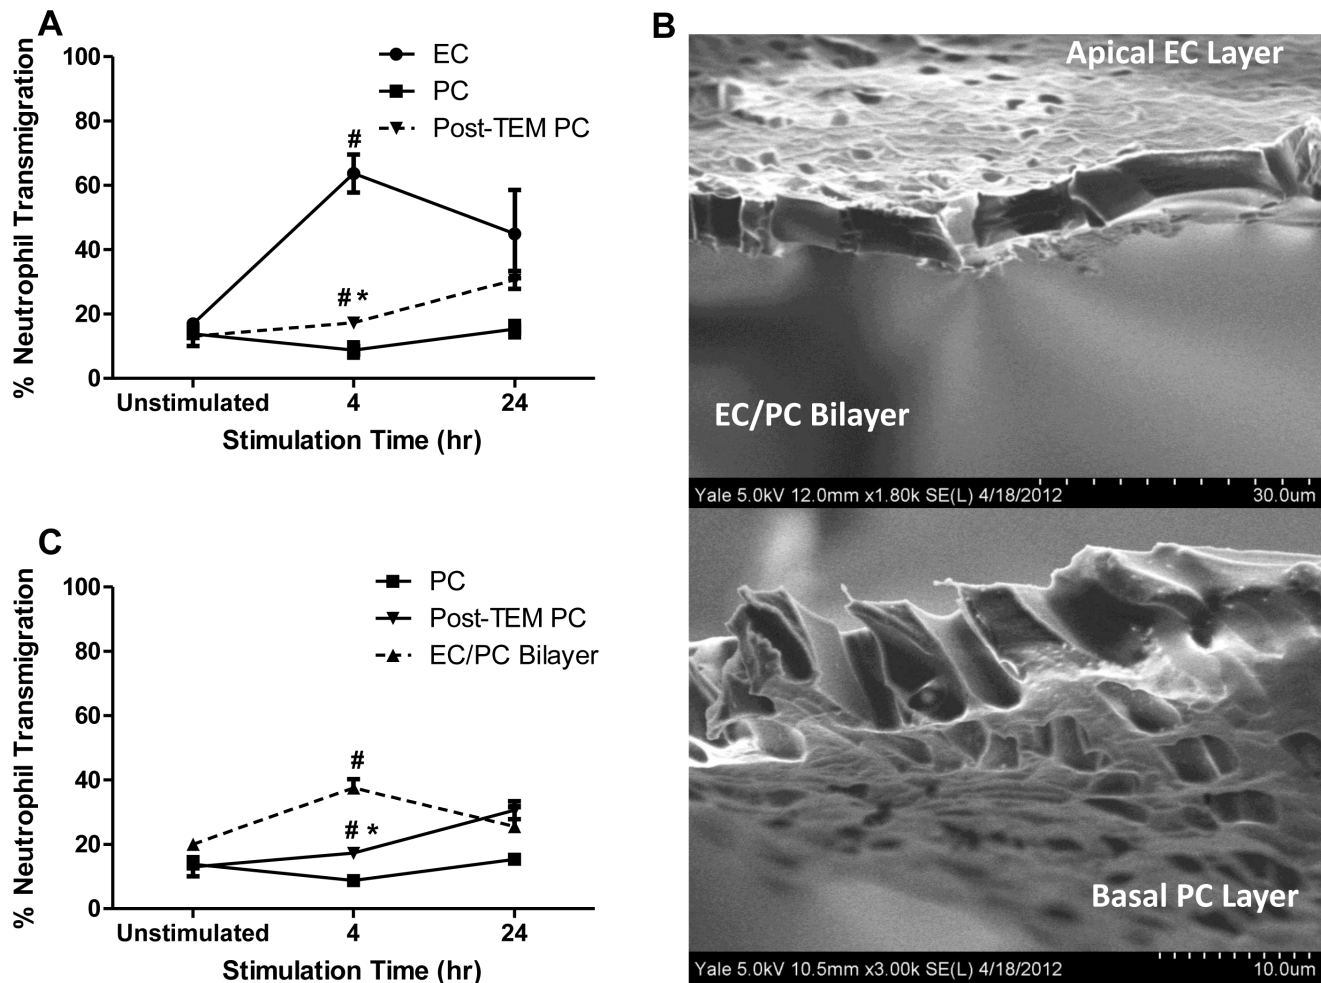 A
% Neutrophil Transmigration
100
80
60
40
20
0
EC
PC
Post-TEM PC
#
# *
Unstimulated
4
24
Stimulation Time (hr)
B
Apical EC Layer
EC/PC Bilayer
Yale 5.0kV 12.0mm x1.80k SE(L) 4/18/2012
30.0um
Basal PC Layer
Yale 5.0kV 10.5mm x3.00k SE(L) 4/18/2012
10.0um
C
% Neutrophil Transmigration
100
80
60
40
20
0
PC
Post-TEM PC
EC/PC Bilayer
#
# *
Unstimulated
4
24
Stimulation Time (hr)